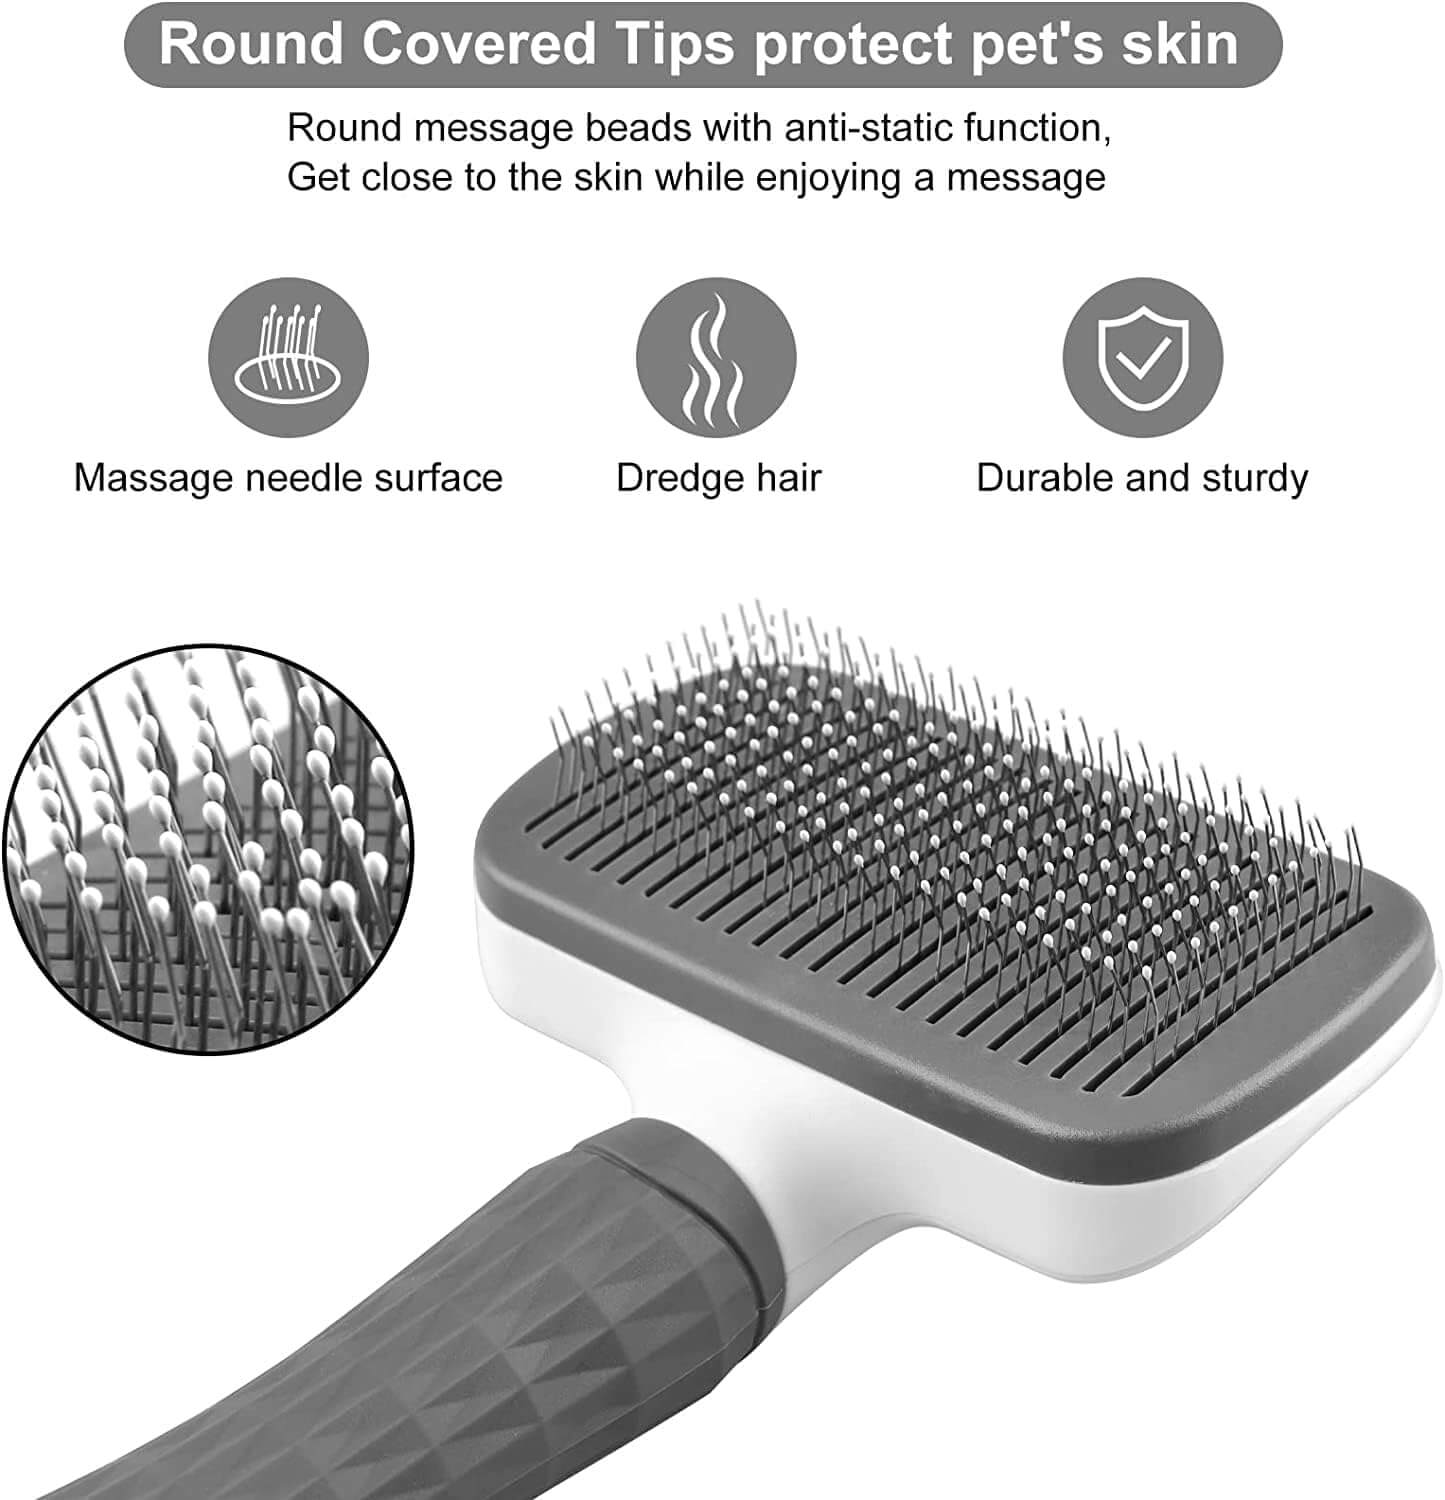 Round Covered Tips protect pet's skin
Round message beads with anti-static function,
Get close to the skin while enjoying a message
Massage needle surface
Dredge hair
Durable and sturdy